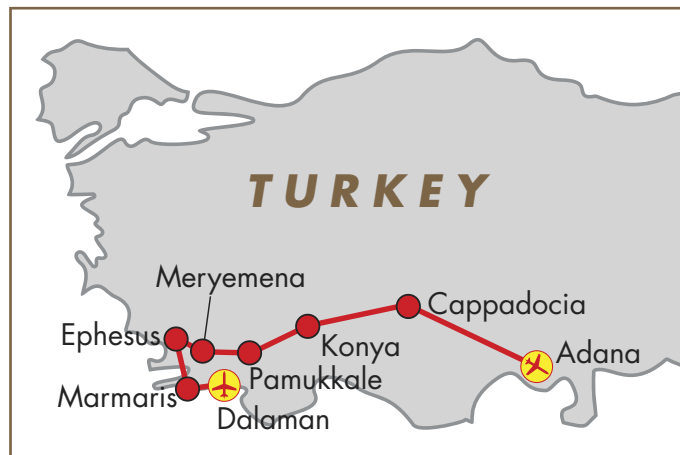 TURKEY
Meryemena
Cappadocia
Ephesus
Konya
Adana
Pamukkale
Marmaris
Dalaman